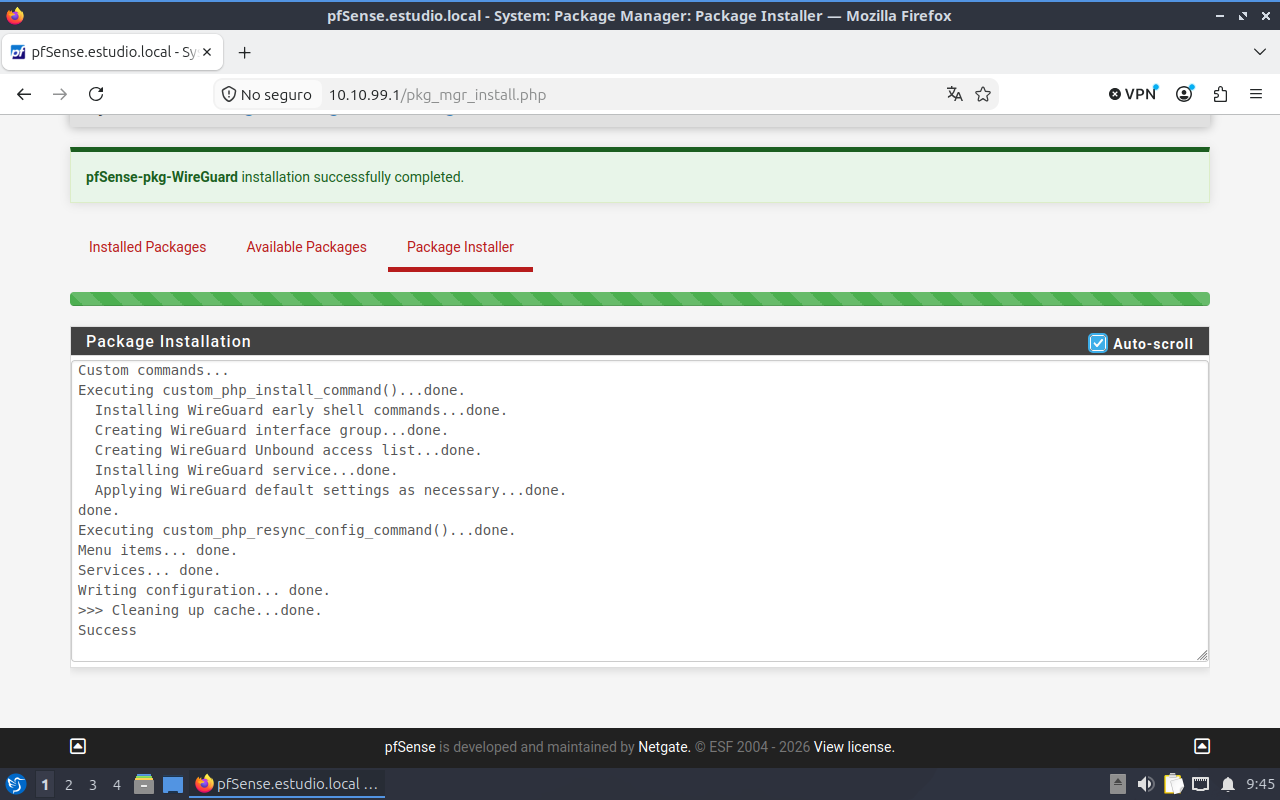 pfSense.estudio.local - System: Package Manager: Package Installer — Mozilla Firefox
pfSense.estudio.local - Sy
No seguro
10.10.99.1/pkg_mgr_install.php
VPN
pfSense-pkg-WireGuard installation successfully completed.
Installed Packages
Available Packages
Package Installer
Package Installation
Auto-scroll
Custom commands...
Executing custom_php_install_command()...done.
Installing WireGuard early shell commands...done.
Creating WireGuard interface group...done.
Creating WireGuard Unbound access list...done.
Installing WireGuard service...done.
Applying WireGuard default settings as necessary...done.
done.
Executing custom_php_resync_config_command()...done.
Menu items... done.
Services... done.
Writing configuration... done.
>>> Cleaning up cache...done.
Success
pfSense is developed and maintained by Netgate. © ESF 2004 - 2026 View license.
1 2 3 4
pfSense.estudio.local ...
9:45